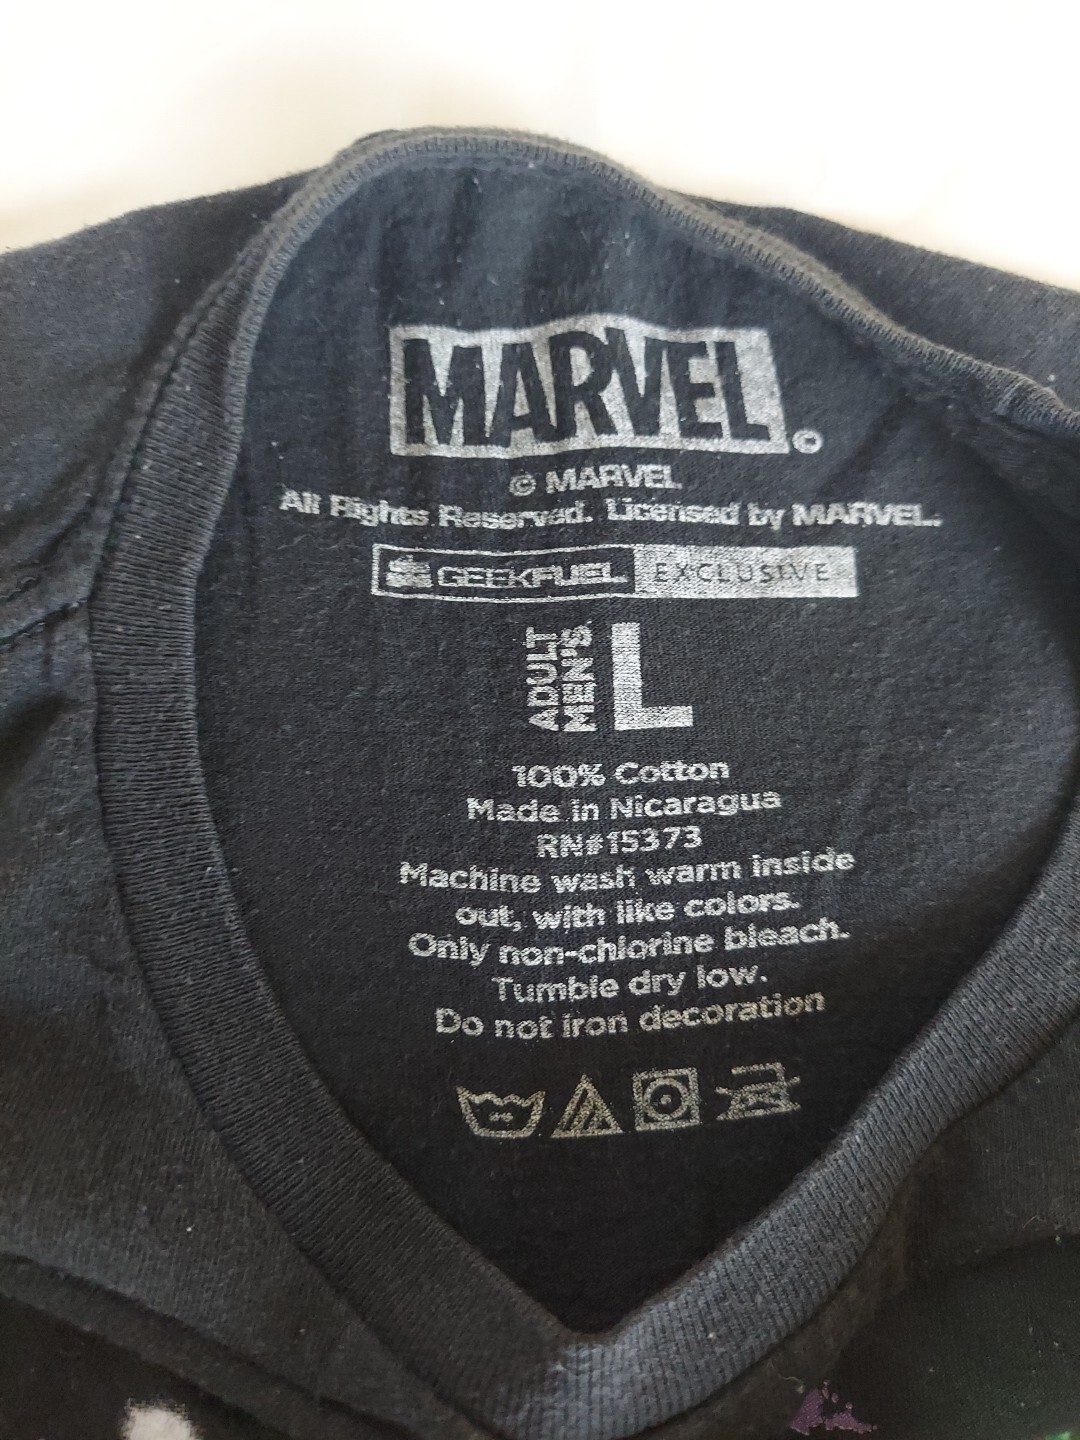 MARVEL ©
© MARVEL
All Rights Reserved. Licensed by MARVEL.
GEEKFUEL EXCLUSIVE
ADULT
MEN'S
L
100% Cotton
Made in Nicaragua
RN#15373
Machine wash warm inside
out, with like colors.
Only non-chlorine bleach.
Tumble dry low.
Do not iron decoration